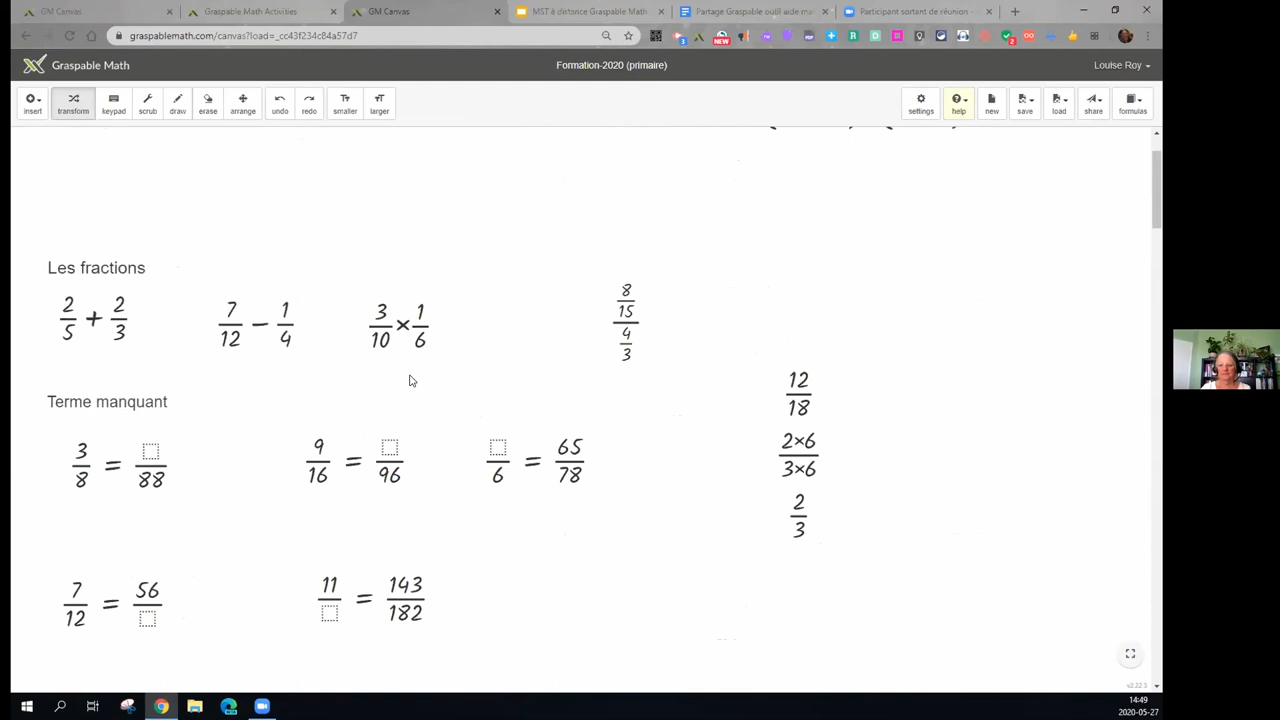 GM Canvas
Graspable Math Activities
GM Canvas
MST à distance Graspable Math
Partage Graspable outil aide ma
Participant sortant de réunion -
graspablemath.com/canvas?load=_cc43f234c84a57d7
NEW
Graspable Math
Formation-2020 (primaire)
Louise Roy
insert transform keypad scrub draw erase arrange undo redo smaller larger
settings help new save load share formulas
Les fractions
2/5 + 2/3
7/12 − 1/4
3/10 × 1/6
8/15 / 4/3
12/18
2×6 / 3×6
2/3
Terme manquant
3/8 = ⬚/88
9/16 = ⬚/96
⬚/6 = 65/78
7/12 = 56/⬚
11/⬚ = 143/182
v2.22.5
14:49
2020-05-27